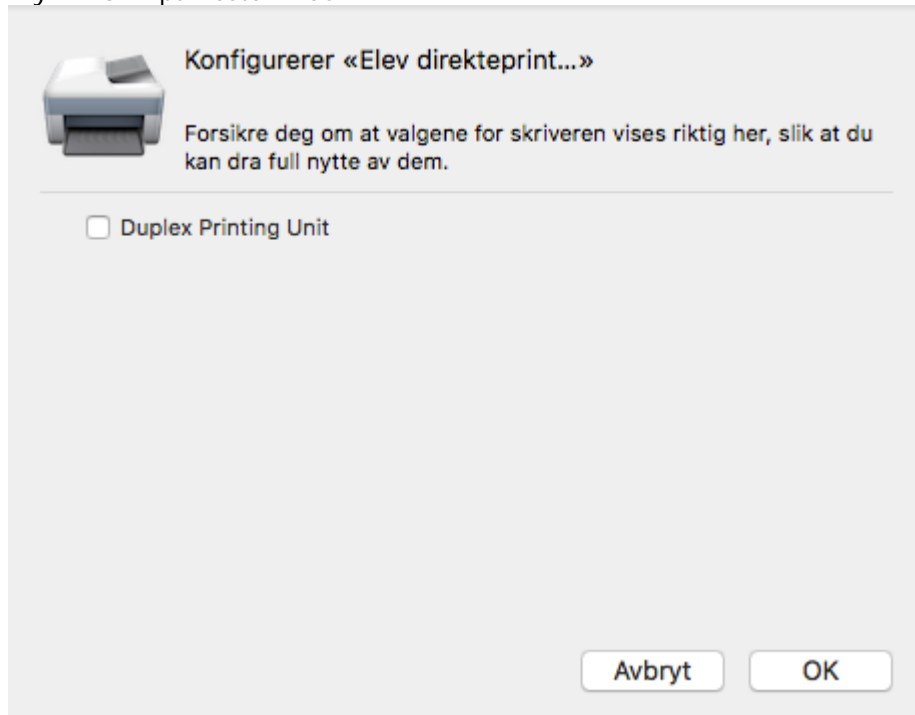 Konfigurerer «Elev direkteprint...»
Forsikre deg om at valgene for skriveren vises riktig her, slik at du
kan dra full nytte av dem.
Duplex Printing Unit
Avbryt
OK